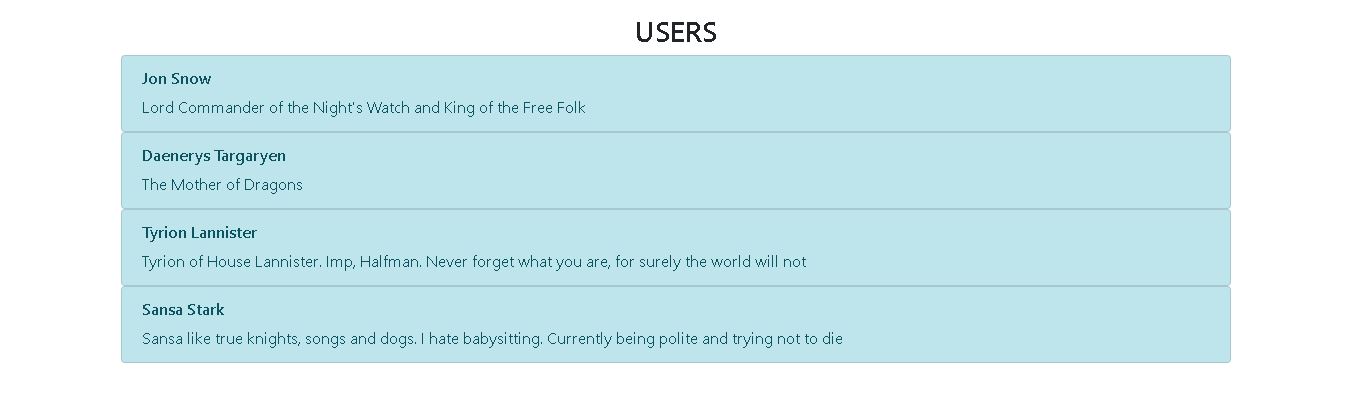 USERS
Jon Snow
Lord Commander of the Night's Watch and King of the Free Folk
Daenerys Targaryen
The Mother of Dragons
Tyrion Lannister
Tyrion of House Lannister. Imp, Halfman. Never forget what you are, for surely the world will not
Sansa Stark
Sansa like true knights, songs and dogs. I hate babysitting. Currently being polite and trying not to die